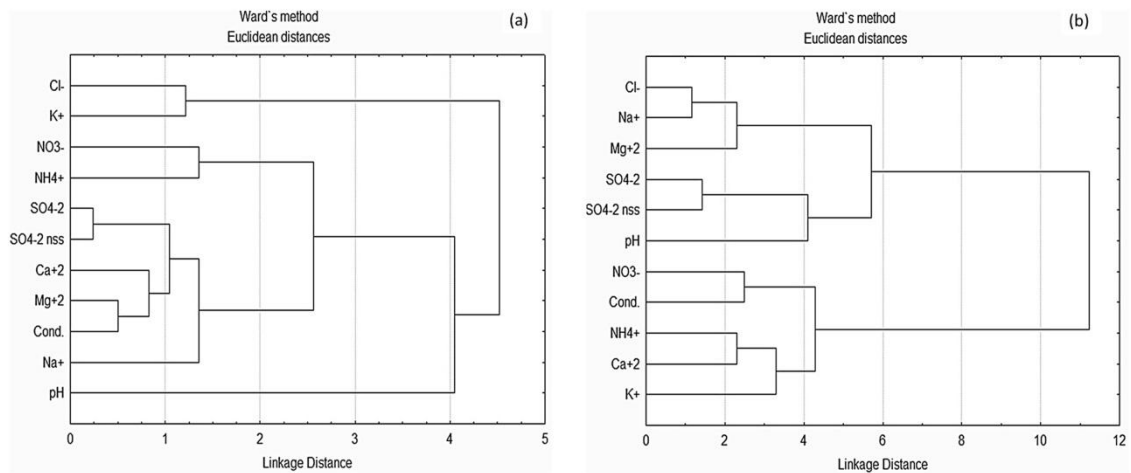 Ward`s method
(a)
Euclidean distances
Cl-
K+
NO3-
NH4+
SO4-2
SO4-2 nss
Ca+2
Mg+2
Cond.
Na+
pH
0 1 2 3 4 5
Linkage Distance
Ward`s method
(b)
Euclidean distances
Cl-
Na+
Mg+2
SO4-2
SO4-2 nss
pH
NO3-
Cond.
NH4+
Ca+2
K+
0 2 4 6 8 10 12
Linkage Distance